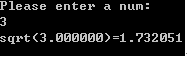 Please enter a num:
3
sqrt(3.000000)=1.732051